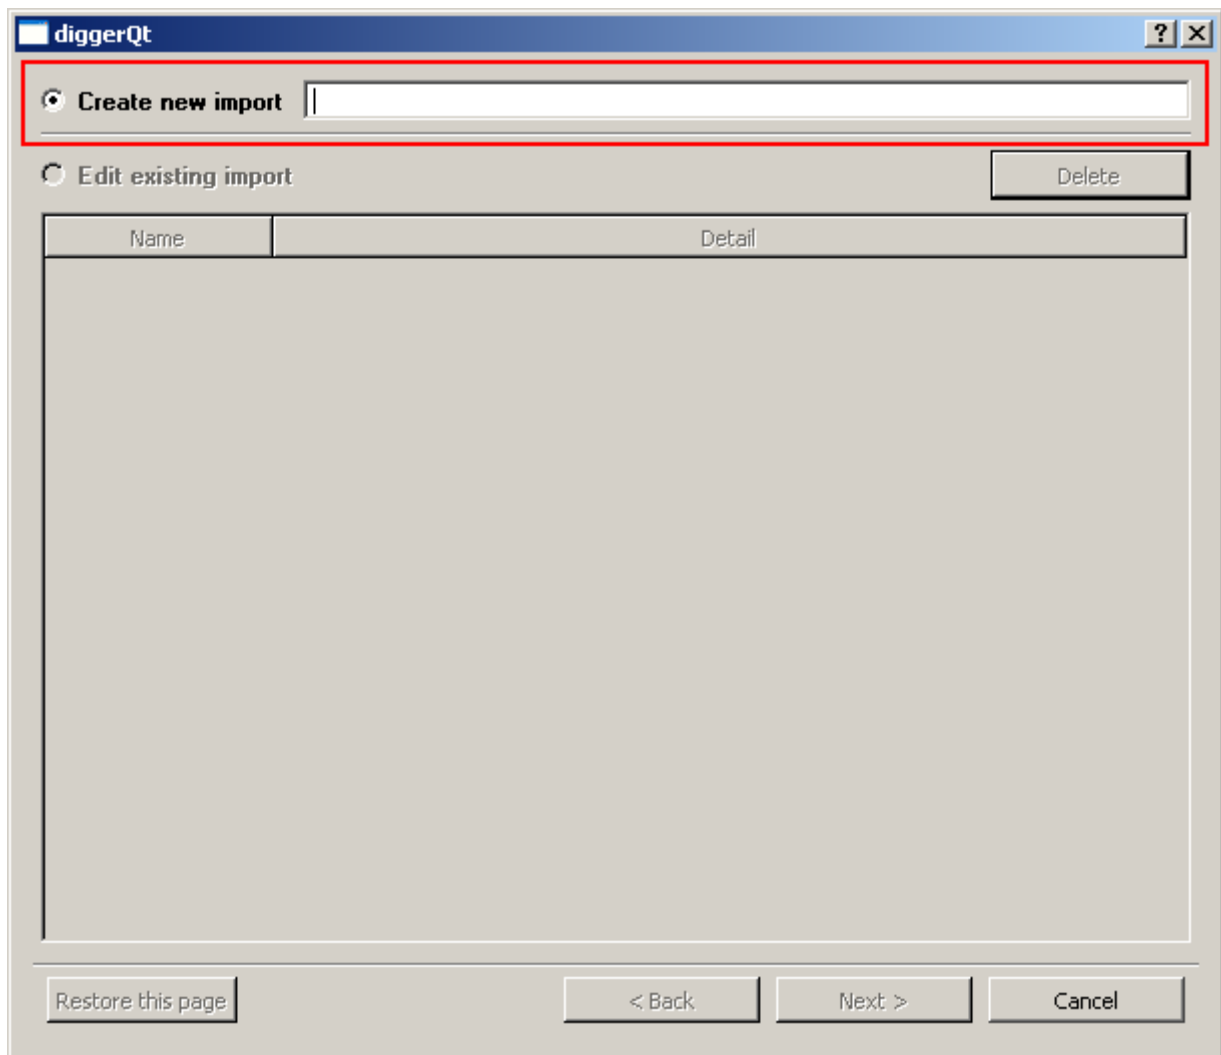 diggerQt
Create new import
Edit existing import
Delete
Name Detail
Restore this page < Back Next > Cancel